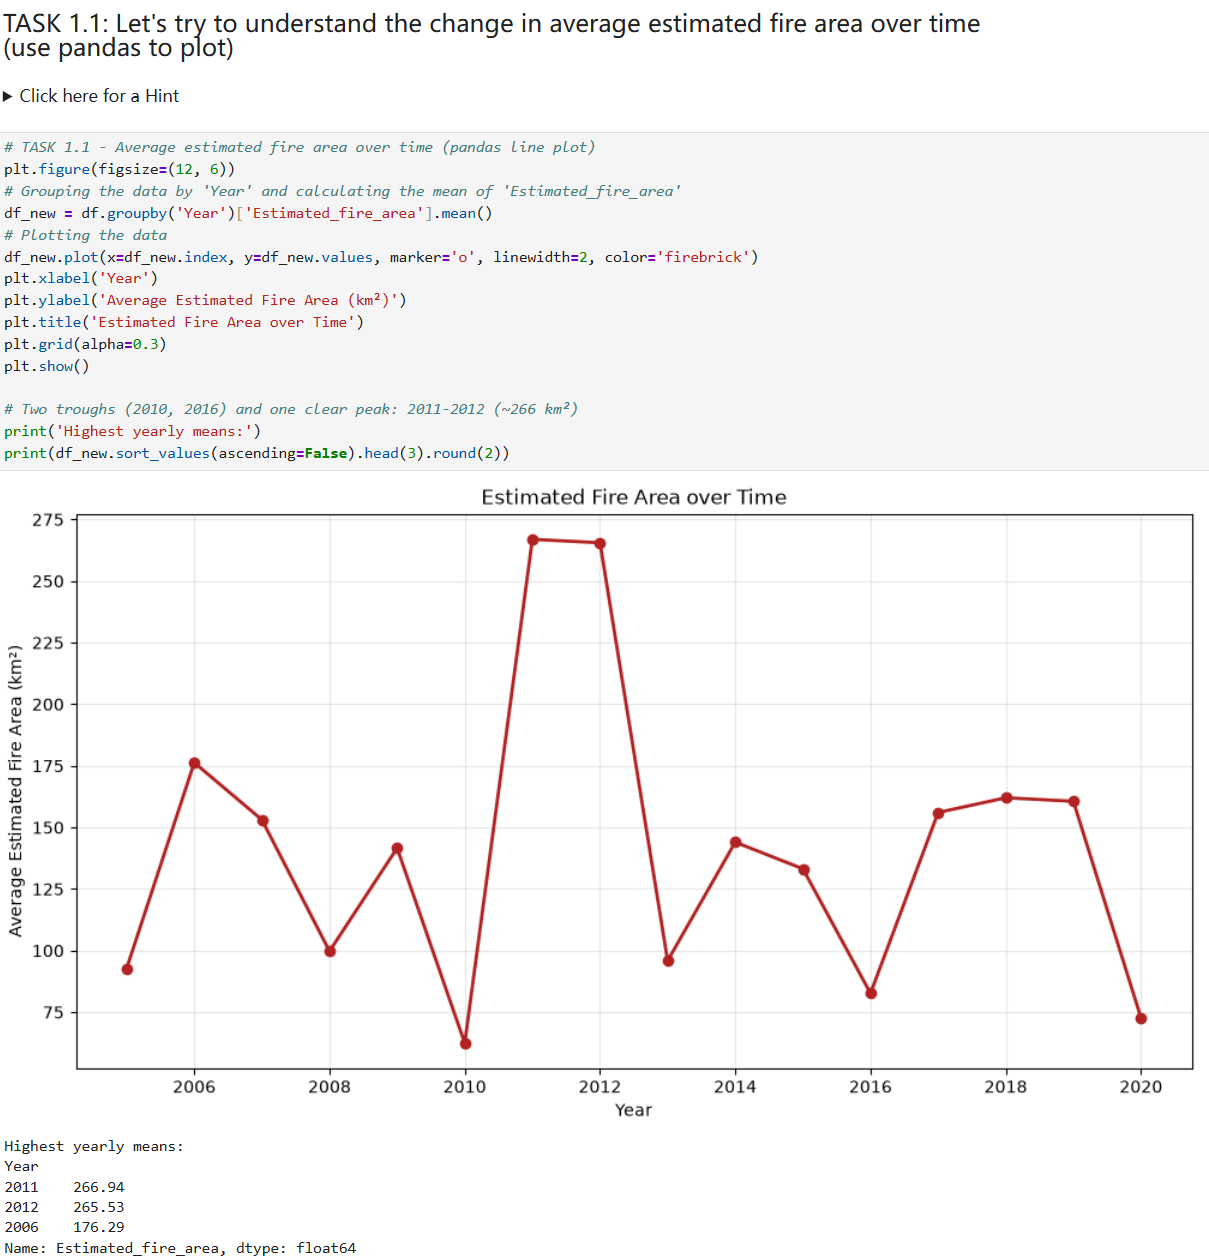 TASK 1.1: Let's try to understand the change in average estimated fire area over time
(use pandas to plot)
▶ Click here for a Hint
# TASK 1.1 - Average estimated fire area over time (pandas line plot)
plt.figure(figsize=(12, 6))
# Grouping the data by 'Year' and calculating the mean of 'Estimated_fire_area'
df_new = df.groupby('Year')['Estimated_fire_area'].mean()
# Plotting the data
df_new.plot(x=df_new.index, y=df_new.values, marker='o', linewidth=2, color='firebrick')
plt.xlabel('Year')
plt.ylabel('Average Estimated Fire Area (km²)')
plt.title('Estimated Fire Area over Time')
plt.grid(alpha=0.3)
plt.show()
# Two troughs (2010, 2016) and one clear peak: 2011-2012 (~266 km²)
print('Highest yearly means:')
print(df_new.sort_values(ascending=False).head(3).round(2))
Estimated Fire Area over Time
275
250
225
200
175
150
125
100
75
Average Estimated Fire Area (km²)
2006 2008 2010 2012 2014 2016 2018 2020
Year
Highest yearly means:
Year
2011    266.94
2012    265.53
2006    176.29
Name: Estimated_fire_area, dtype: float64